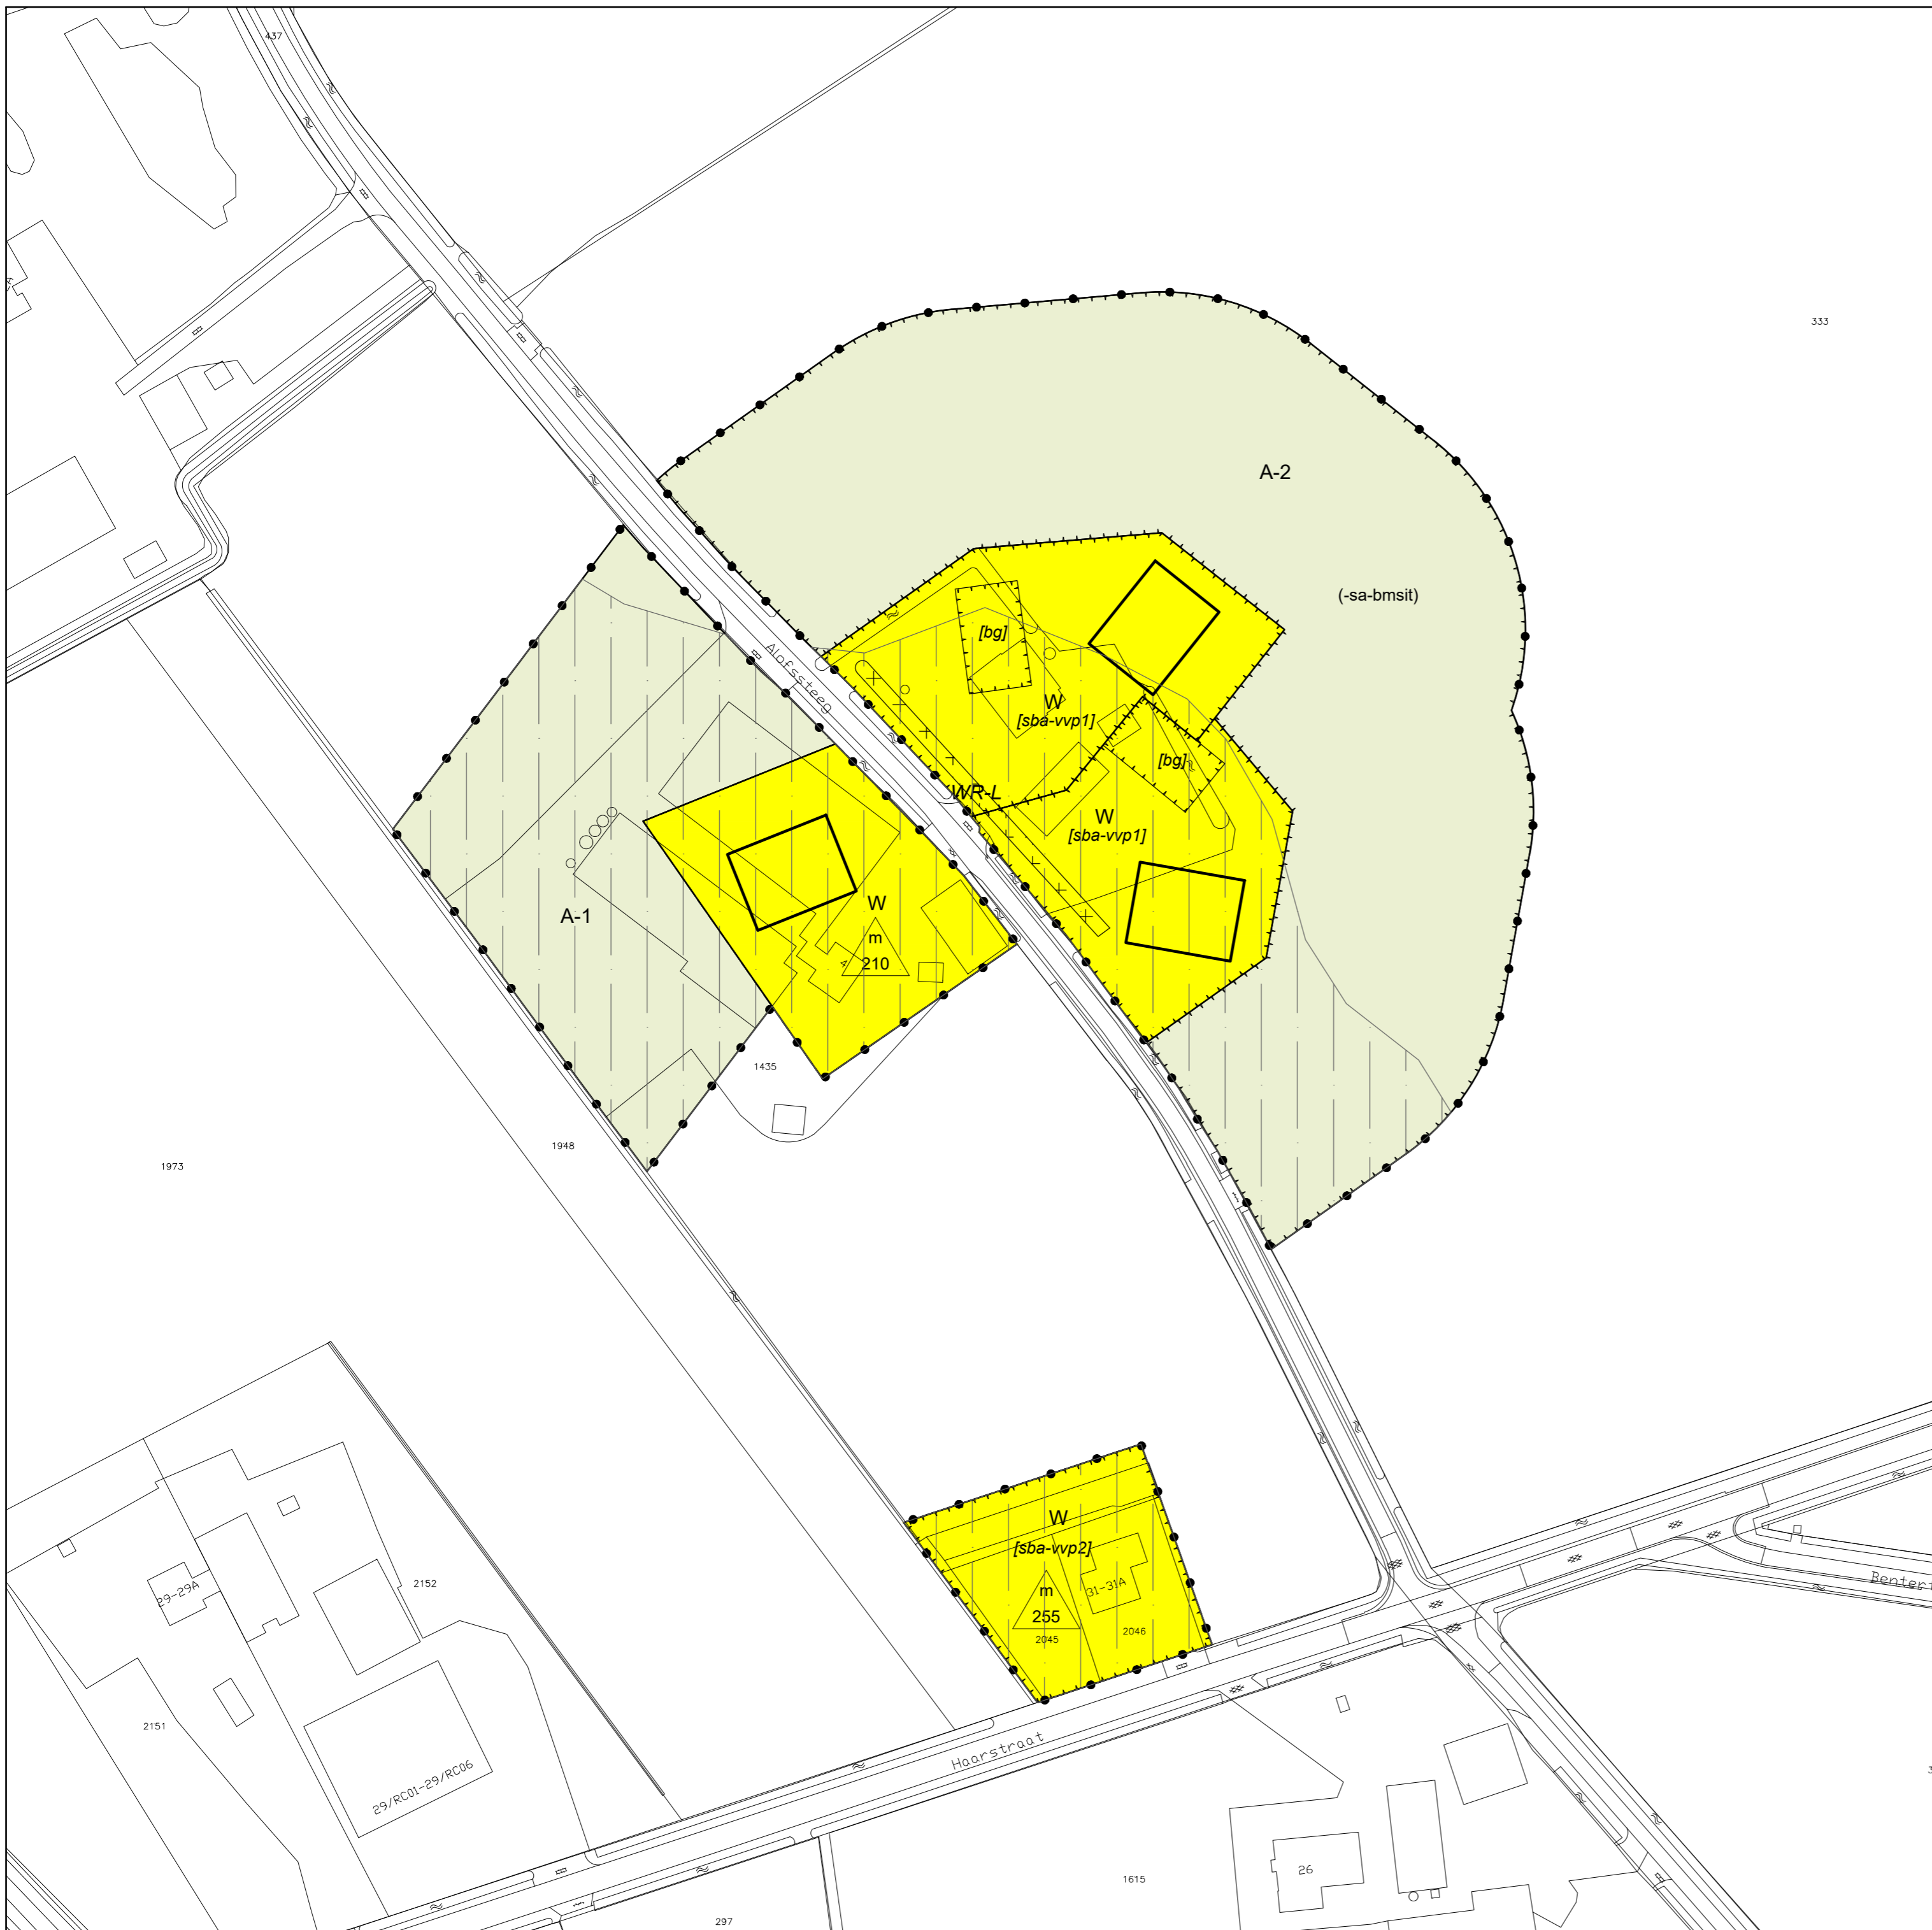 437
333
A-2
(-sa-bmsit)
[bg]
Alofssteeg
W
[sba-vvp1]
[bg]
WR-L
W
[sba-vvp1]
A-1
W
m
210
4
1435
1948
1973
W
[sba-vvp2]
m
255
31-31A
2045
2046
29-29A
2152
2151
29/RC01-29/RC06
Haarstraat
26
1615
297